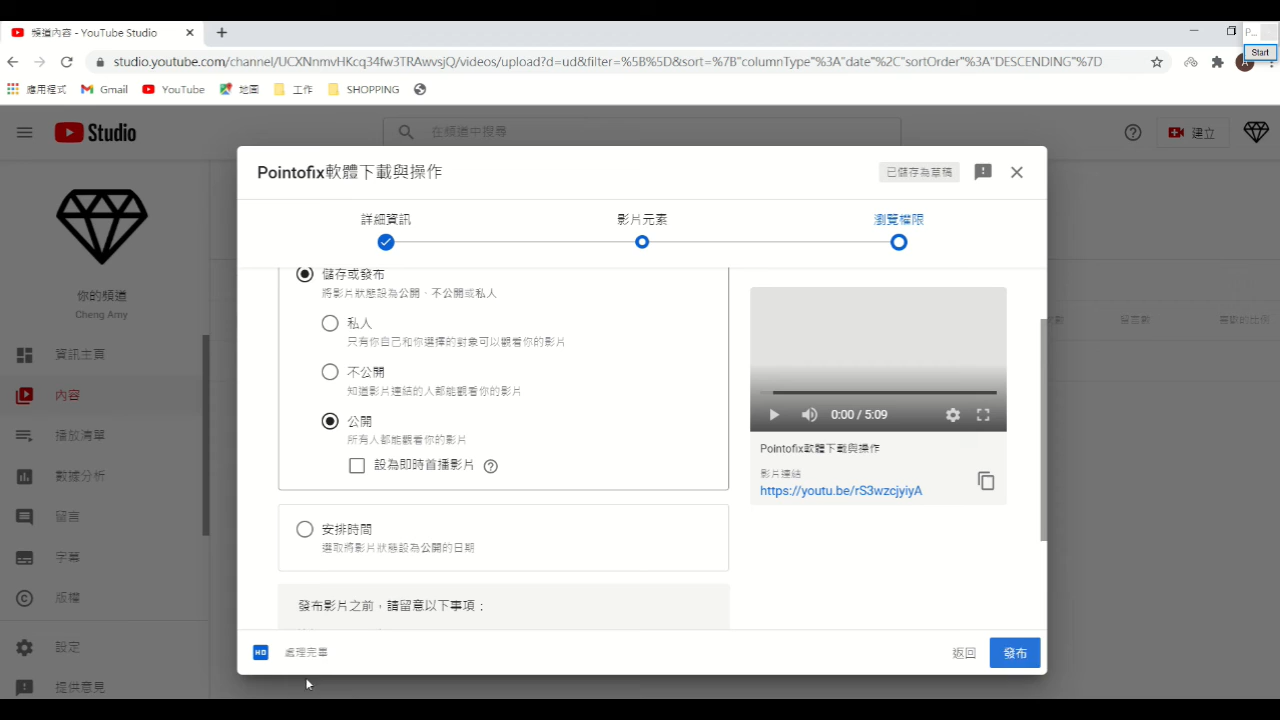 頻道內容 - YouTube Studio
P...
Start
studio.youtube.com/channel/UCXNnmvHKcq34fw3TRAwvsjQ/videos/upload?d=ud&filter=%5B%5D&sort=%7B"columnType"%3A"date"%2C"sortOrder"%3A"DESCENDING"%7D
應用程式 Gmail YouTube 地圖 工作 SHOPPING
Studio
在頻道中搜尋
建立
Pointofix軟體下載與操作
已儲存為草稿
詳細資訊 影片元素 瀏覽權限
你的頻道
Cheng Amy
資訊主頁
內容
播放清單
數據分析
留言
字幕
版權
設定
提供意見
儲存或發布
將影片狀態設為公開、不公開或私人
私人
只有你自己和你選擇的對象可以觀看你的影片
不公開
知道影片連結的人都能觀看你的影片
公開
所有人都能觀看你的影片
設為即時首播影片
安排時間
選取將影片狀態設為公開的日期
發布影片之前，請留意以下事項：
0:00 / 5:09
Pointofix軟體下載與操作
影片連結
https://youtu.be/rS3wzcjyiyA
留言數
HD 處理完畢
返回 發布